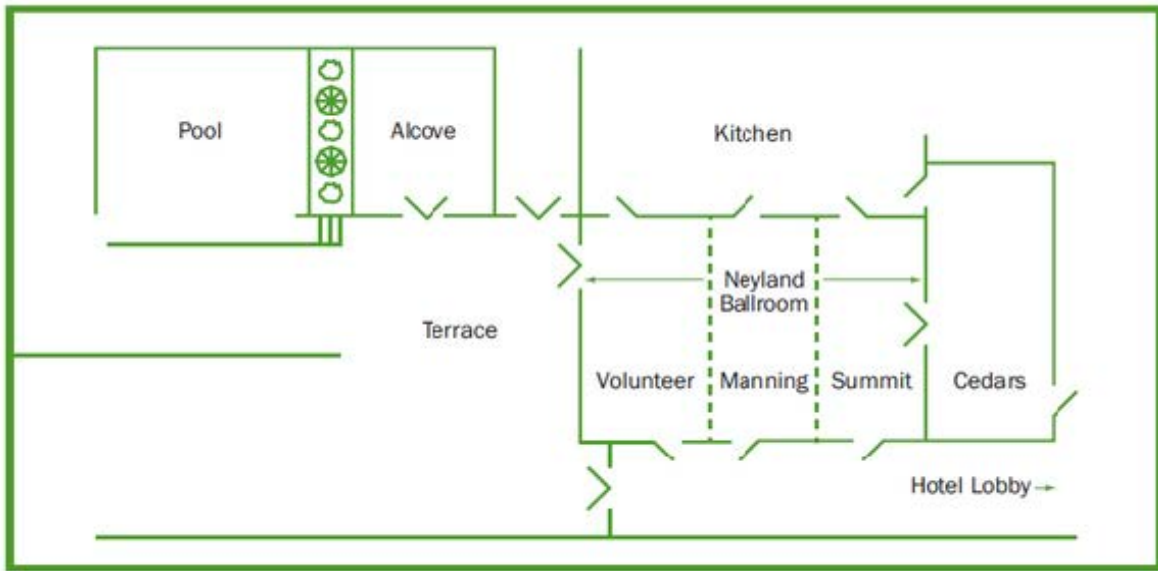 Pool
Alcove
Kitchen
Neyland
Ballroom
Terrace
Volunteer
Manning
Summit
Cedars
Hotel Lobby